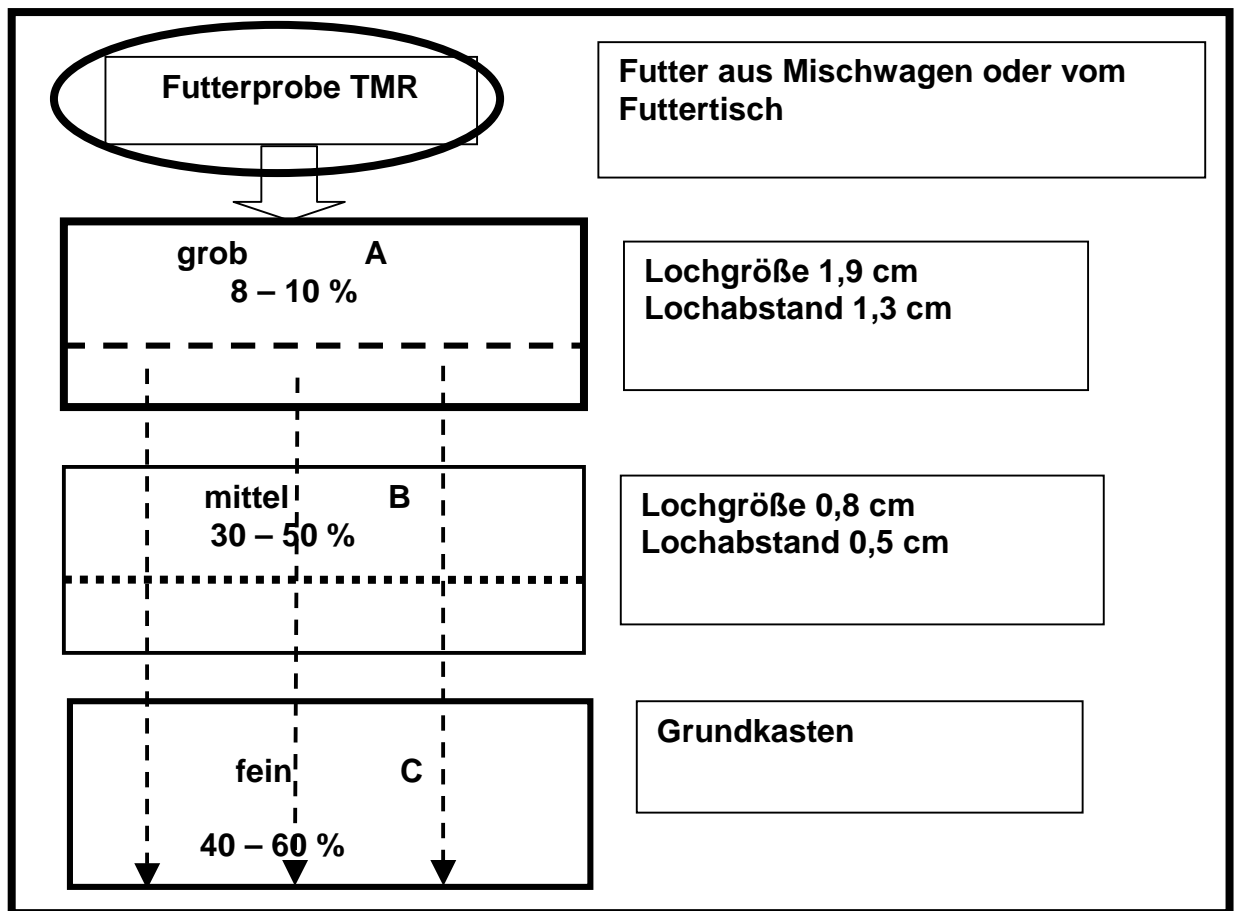 Futterprobe TMR
Futter aus Mischwagen oder vom
Futtertisch
grob A
8 – 10 %
Lochgröße 1,9 cm
Lochabstand 1,3 cm
mittel B
30 – 50 %
Lochgröße 0,8 cm
Lochabstand 0,5 cm
Grundkasten
fein C
40 – 60 %